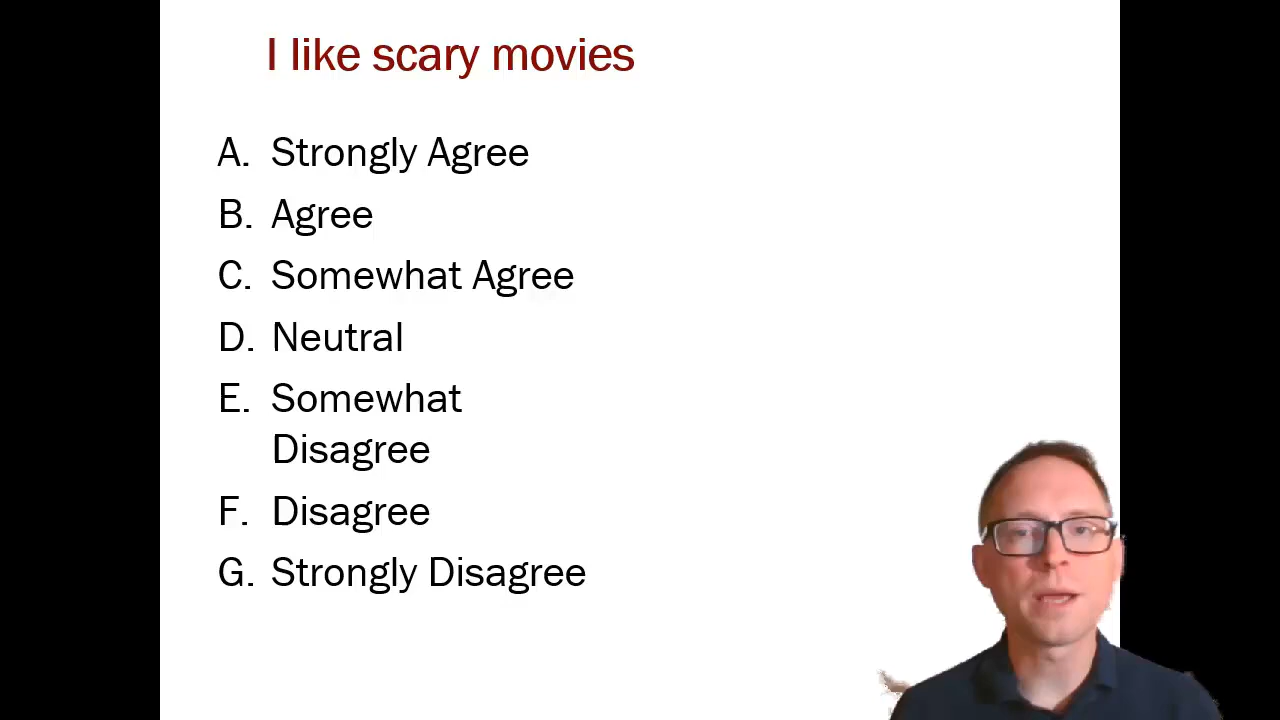 I like scary movies
A. Strongly Agree
B. Agree
C. Somewhat Agree
D. Neutral
E. Somewhat
Disagree
F. Disagree
G. Strongly Disagree